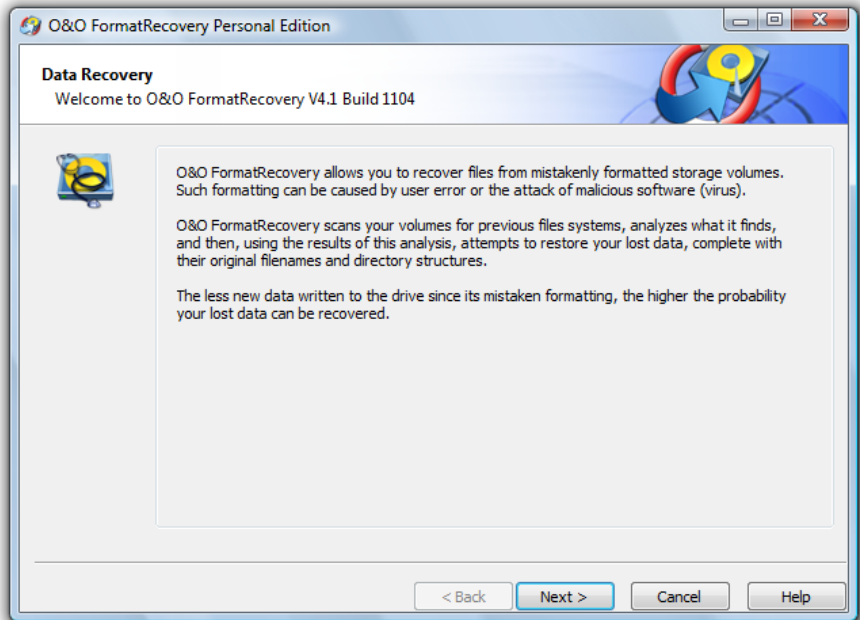 O&O FormatRecovery Personal Edition
Data Recovery
Welcome to O&O FormatRecovery V4.1 Build 1104
O&O FormatRecovery allows you to recover files from mistakenly formatted storage volumes.
Such formatting can be caused by user error or the attack of malicious software (virus).
O&O FormatRecovery scans your volumes for previous files systems, analyzes what it finds,
and then, using the results of this analysis, attempts to restore your lost data, complete with
their original filenames and directory structures.
The less new data written to the drive since its mistaken formatting, the higher the probability
your lost data can be recovered.
< Back Next > Cancel Help